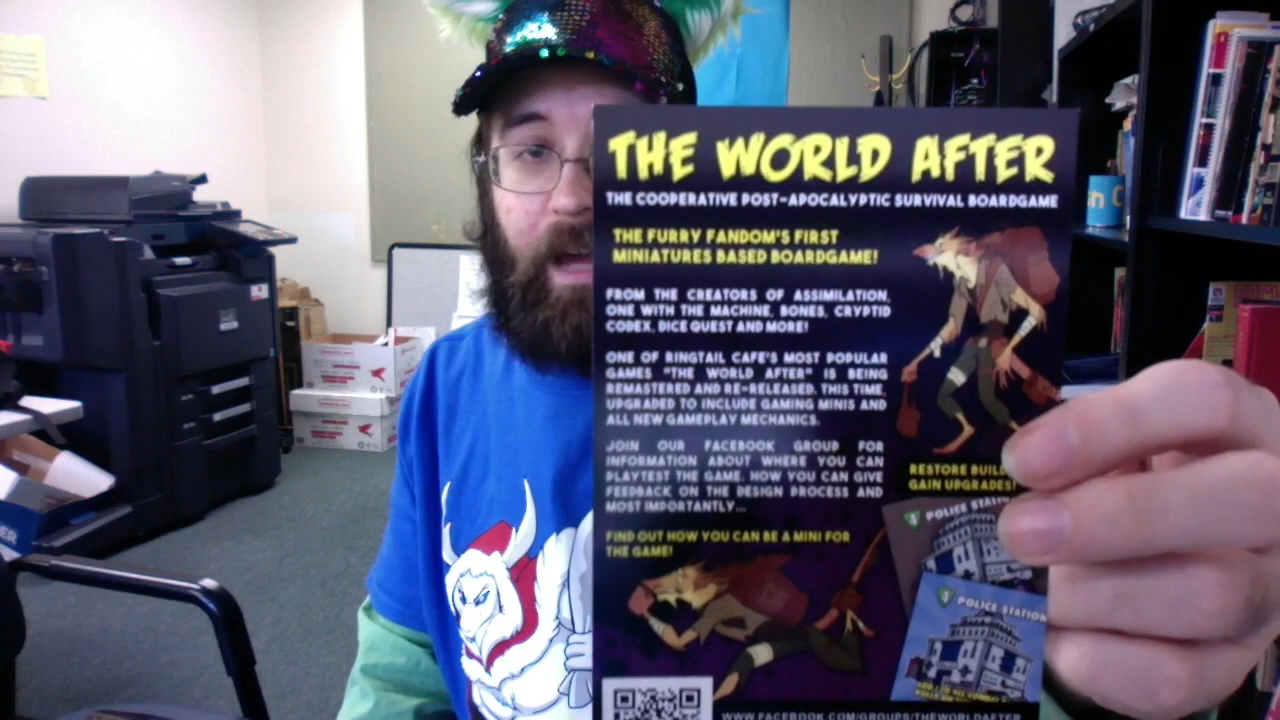 THE WORLD AFTER
THE COOPERATIVE POST-APOCALYPTIC SURVIVAL BOARDGAME
THE FURRY FANDOM'S FIRST
MINIATURES BASED BOARDGAME!
FROM THE CREATORS OF ASSIMILATION,
ONE WITH THE MACHINE, BONES, CRYPTID
CODEX, DICE QUEST AND MORE!
ONE OF RINGTAIL CAFE'S MOST POPULAR
GAMES "THE WORLD AFTER" IS BEING
REMASTERED AND RE-RELEASED. THIS TIME,
UPGRADED TO INCLUDE GAMING MINIS AND
ALL NEW GAMEPLAY MECHANICS.
JOIN OUR FACEBOOK GROUP FOR
INFORMATION ABOUT WHERE YOU CAN
PLAYTEST THE GAME. HOW YOU CAN GIVE
FEEDBACK ON THE DESIGN PROCESS AND
MOST IMPORTANTLY...
FIND OUT HOW YOU CAN BE A MINI FOR
THE GAME!
RESTORE BUILD
GAIN UPGRADES!
4 POLICE STATI
4 POLICE STATION
WWW.FACEBOOK.COM/GROUPS/THEWORLDAFTER